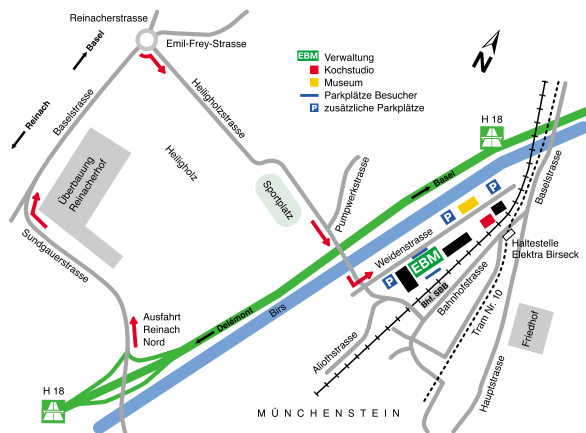 Reinacherstrasse
Emil-Frey-Strasse
Basel
Reinach
Baselstrasse
Heiligholzstrasse
Heiligholz
N
EBM Verwaltung
Kochstudio
Museum
Parkplätze Besucher
P zusätzliche Parkplätze
H 18
Überbauung
Reinacherhof
Sportplatz
Pumpwerkstrasse
Basel
Baselstrasse
Sundgauerstrasse
Weidenstrasse
P
P
P
EBM
Bhf. SBB
Haltestelle
Elektra Birseck
Bahnhofstrasse
Tram Nr. 10
Ausfahrt
Reinach
Nord
Delémont
Birs
Aliothstrasse
Friedhof
Hauptstrasse
H 18
MÜNCHENSTEIN